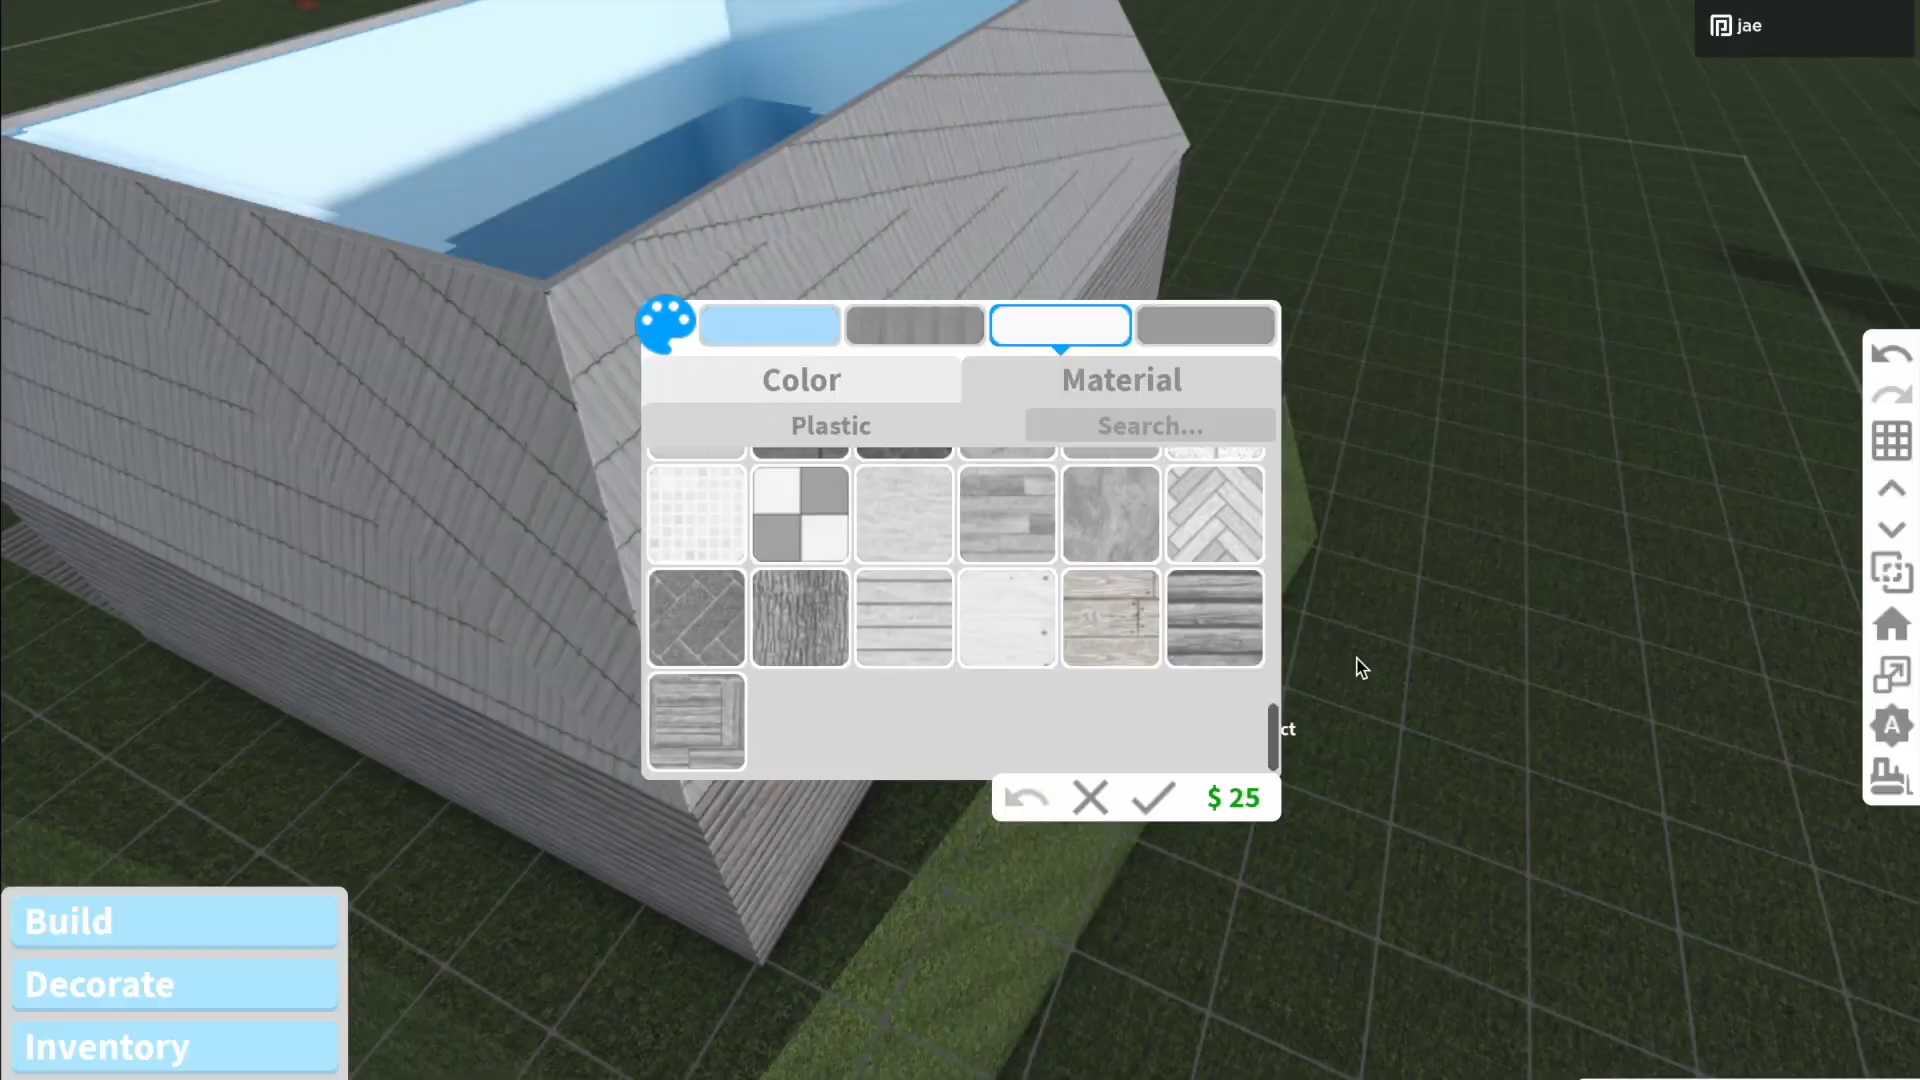 jae
Color
Material
Plastic
Search...
ct
$ 25
A
Build
Decorate
Inventory